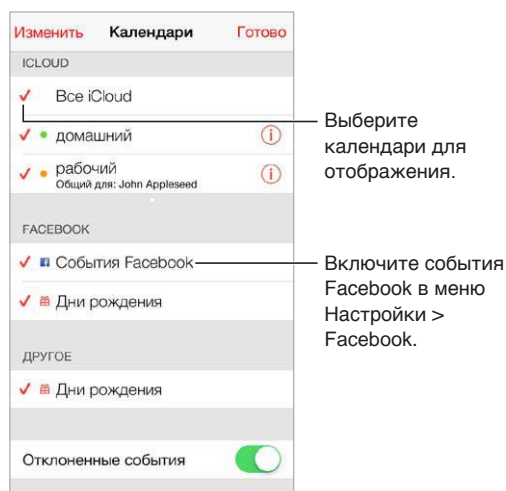 Изменить Календари Готово
ICLOUD
Все iCloud
домашний
рабочий
Общий для: John Appleseed
FACEBOOK
События Facebook
Дни рождения
ДРУГОЕ
Дни рождения
Отклоненные события
Выберите
календари для
отображения.
Включите события
Facebook в меню
Настройки >
Facebook.